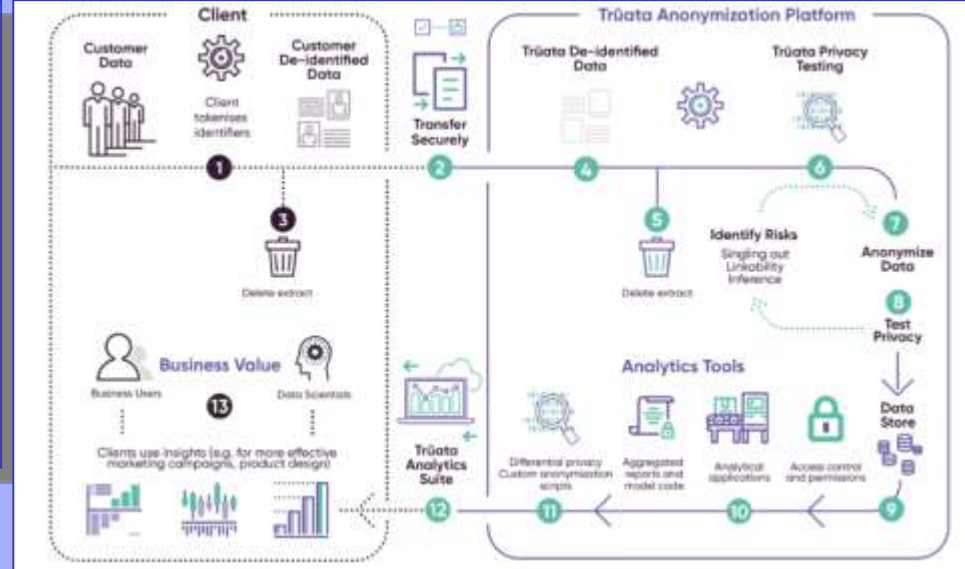 Client
Trūata Anonymization Platform
Customer
Data
Customer
De-identified
Data
Client
tokenises
identifiers
Transfer
Securely
Trūata De-identified
Data
Trūata Privacy
Testing
1
2
4
6
3
Delete extract
5
Delete extract
Identify Risks
Singling out
Linkability
Inference
7
Anonymize
Data
8
Test
Privacy
Business Value
Business Users
13
Data Scientists
Clients use insights (e.g. for more effective
marketing campaigns, product design)
Trūata
Analytics
Suite
12
Analytics Tools
Differential privacy
Custom anonymization
scripts
Aggregated
reports and
model code
Analytical
applications
Access control
and permissions
Data
Store
11
10
9